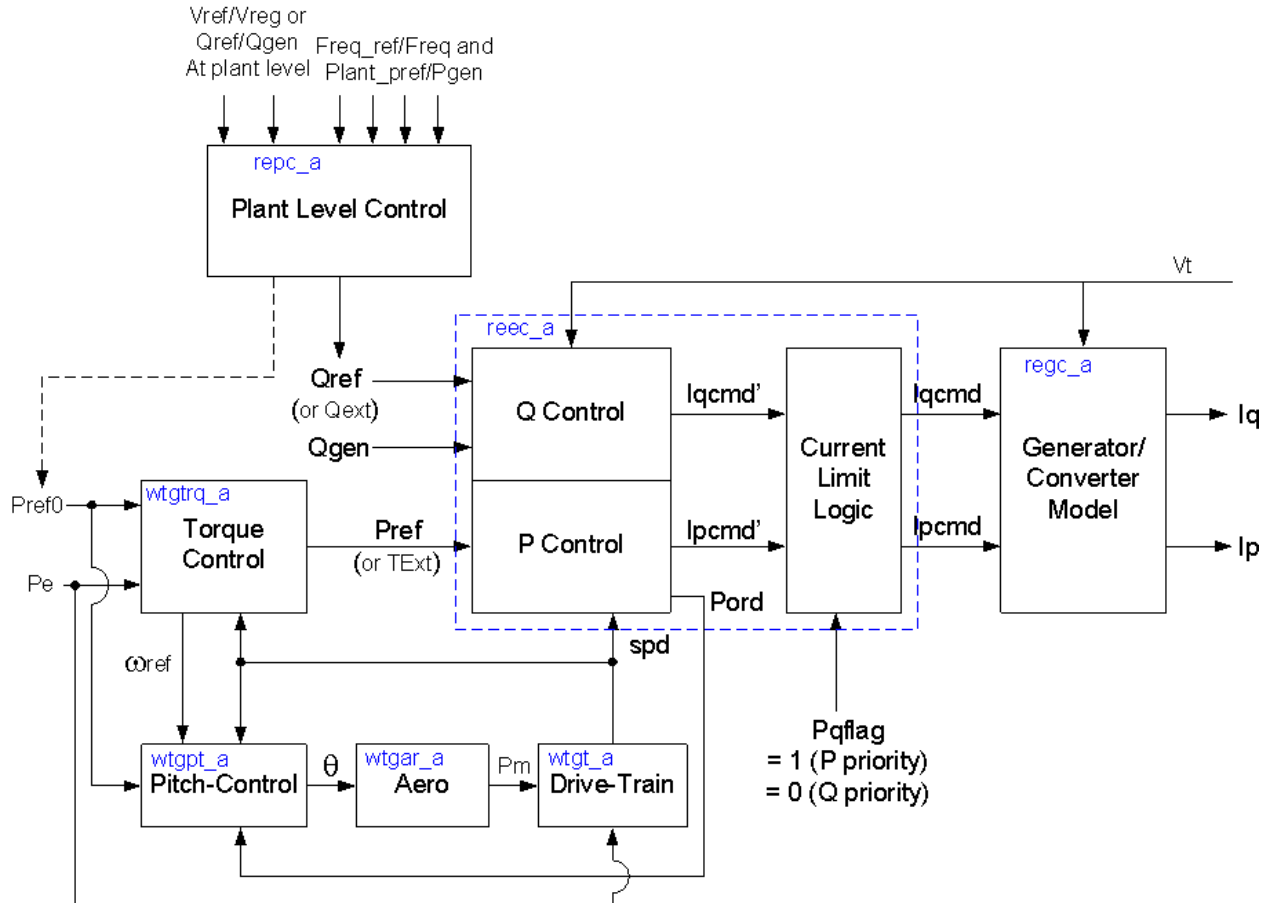 Vref/Vreg or
Qref/Qgen
At plant level
Freq_ref/Freq and
Plant_pref/Pgen
repc_a
Plant Level Control
Vt
reec_a
regc_a
Qref
(or Qext)
Qgen
Q Control
Iqcmd'
Current
Limit
Logic
Iqcmd
Generator/
Converter
Model
Iq
Pref0
wtgtrq_a
Torque
Control
Pref
(or TExt)
P Control
Ipcmd'
Ipcmd
Ip
Pe
Pord
spd
ωref
Pqflag
= 1 (P priority)
= 0 (Q priority)
wtgpt_a
Pitch-Control
θ
wtgar_a
Aero
Pm
wtgt_a
Drive-Train